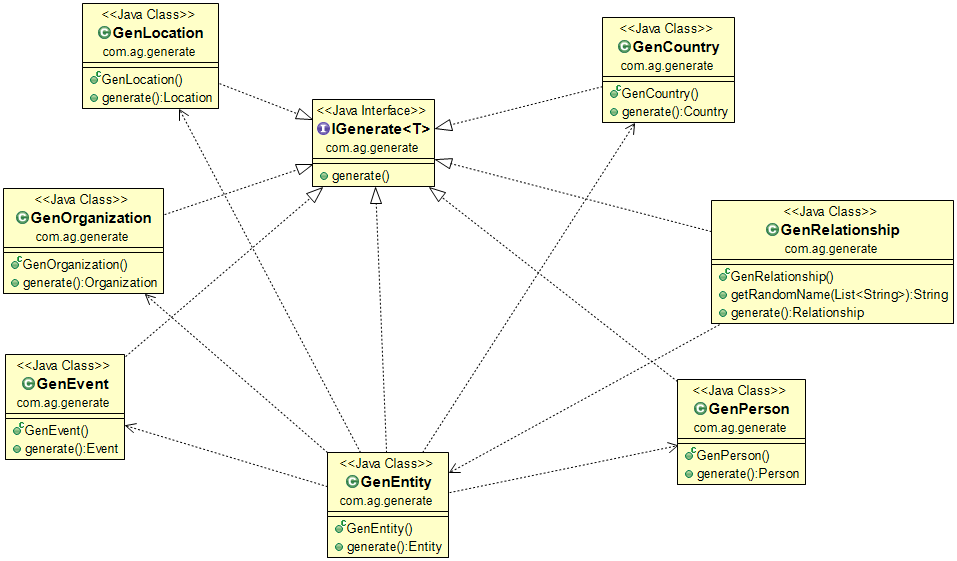 <<Java Class>>
GenLocation
com.ag.generate
GenLocation()
generate():Location
<<Java Class>>
GenCountry
com.ag.generate
GenCountry()
generate():Country
<<Java Interface>>
IGenerate<T>
com.ag.generate
generate()
<<Java Class>>
GenOrganization
com.ag.generate
GenOrganization()
generate():Organization
<<Java Class>>
GenRelationship
com.ag.generate
GenRelationship()
getRandomName(List<String>):String
generate():Relationship
<<Java Class>>
GenEvent
com.ag.generate
GenEvent()
generate():Event
<<Java Class>>
GenPerson
com.ag.generate
GenPerson()
generate():Person
<<Java Class>>
GenEntity
com.ag.generate
GenEntity()
generate():Entity